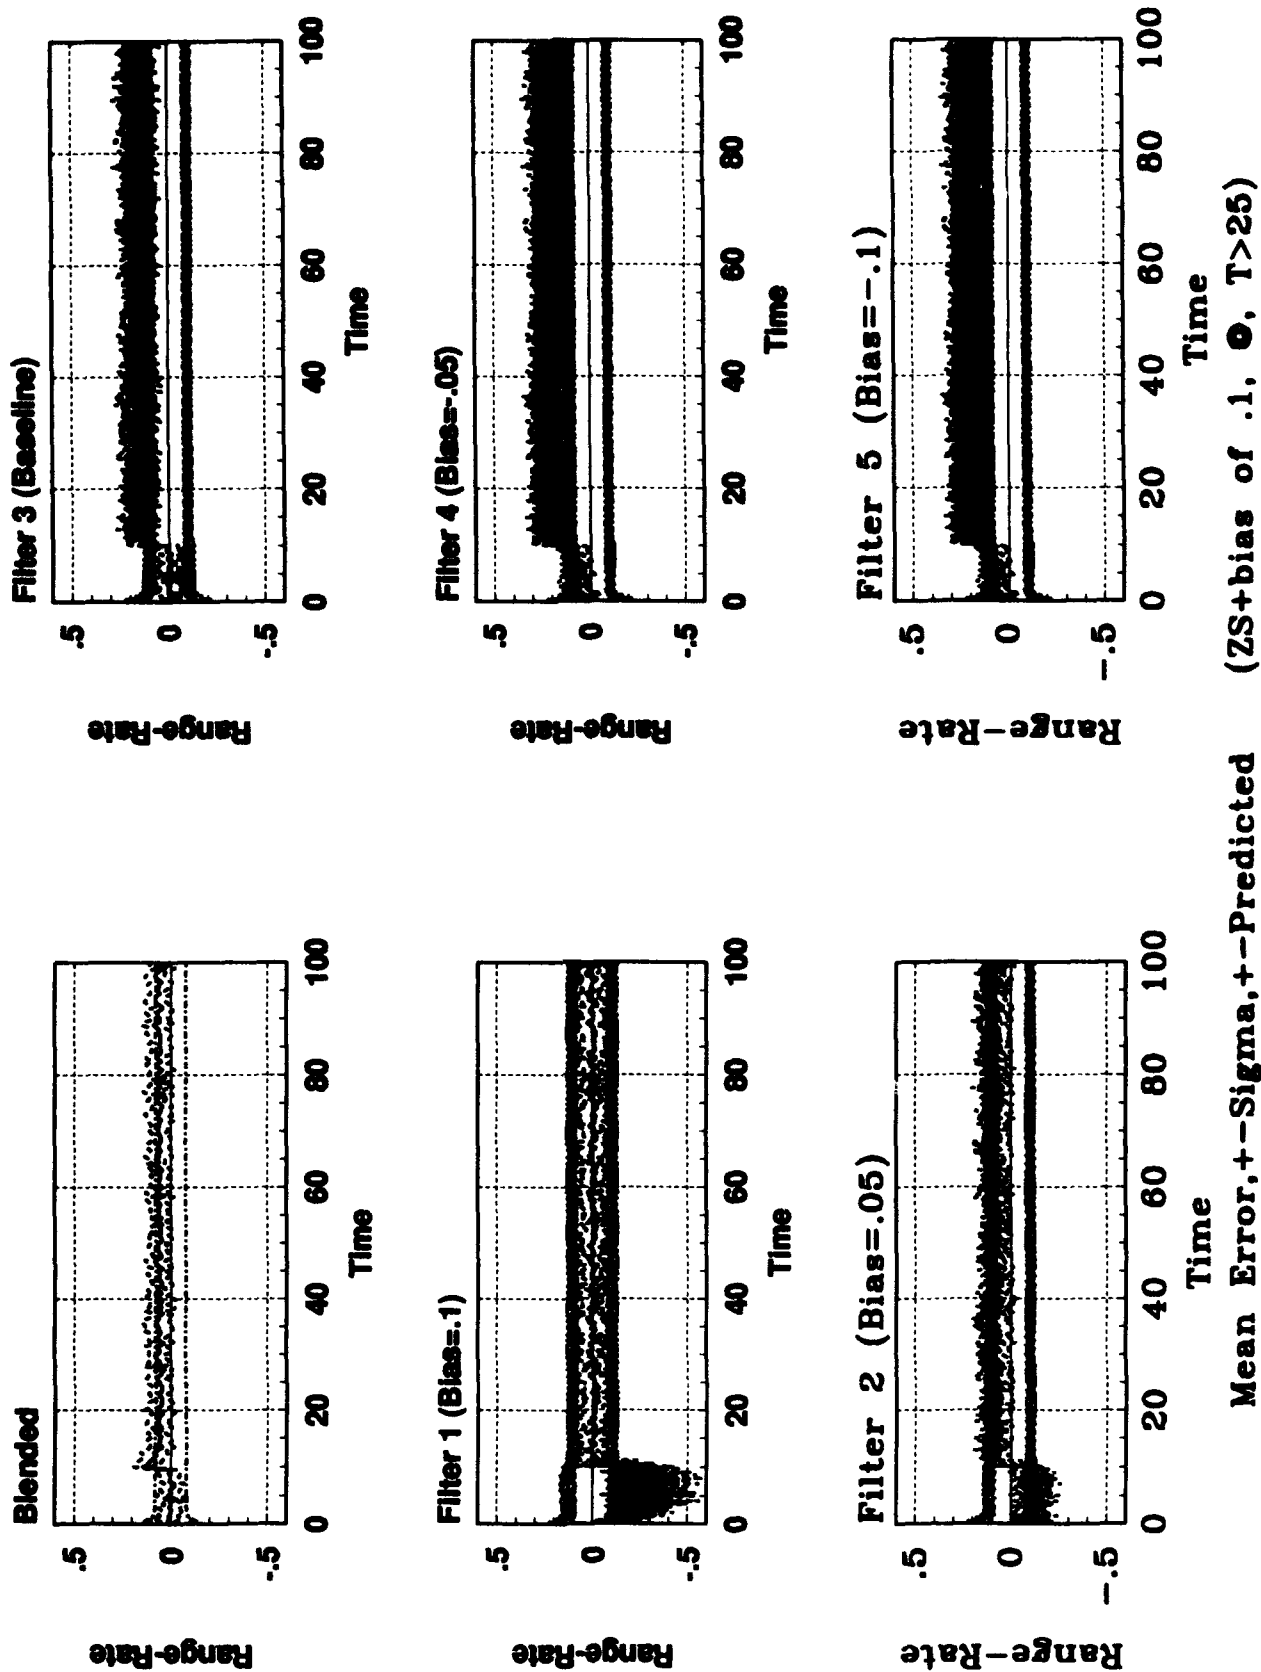 Blended
Range-Rate
.5
0
-.5
0 20 40 60 80 100
Time
Filter 3 (Baseline)
Range-Rate
.5
0
-.5
0 20 40 60 80 100
Time
Filter 1 (Bias=.1)
Range-Rate
.5
0
-.5
0 20 40 60 80 100
Time
Filter 4 (Bias=-.05)
Range-Rate
.5
0
-.5
0 20 40 60 80 100
Time
Filter 2 (Bias=.05)
Range-Rate
.5
0
-.5
0 20 40 60 80 100
Time
Filter 5 (Bias=-.1)
Range-Rate
.5
0
-.5
0 20 40 60 80 100
Time
Mean Error,+-Sigma,+-Predicted (ZS+bias of .1, , T>25)